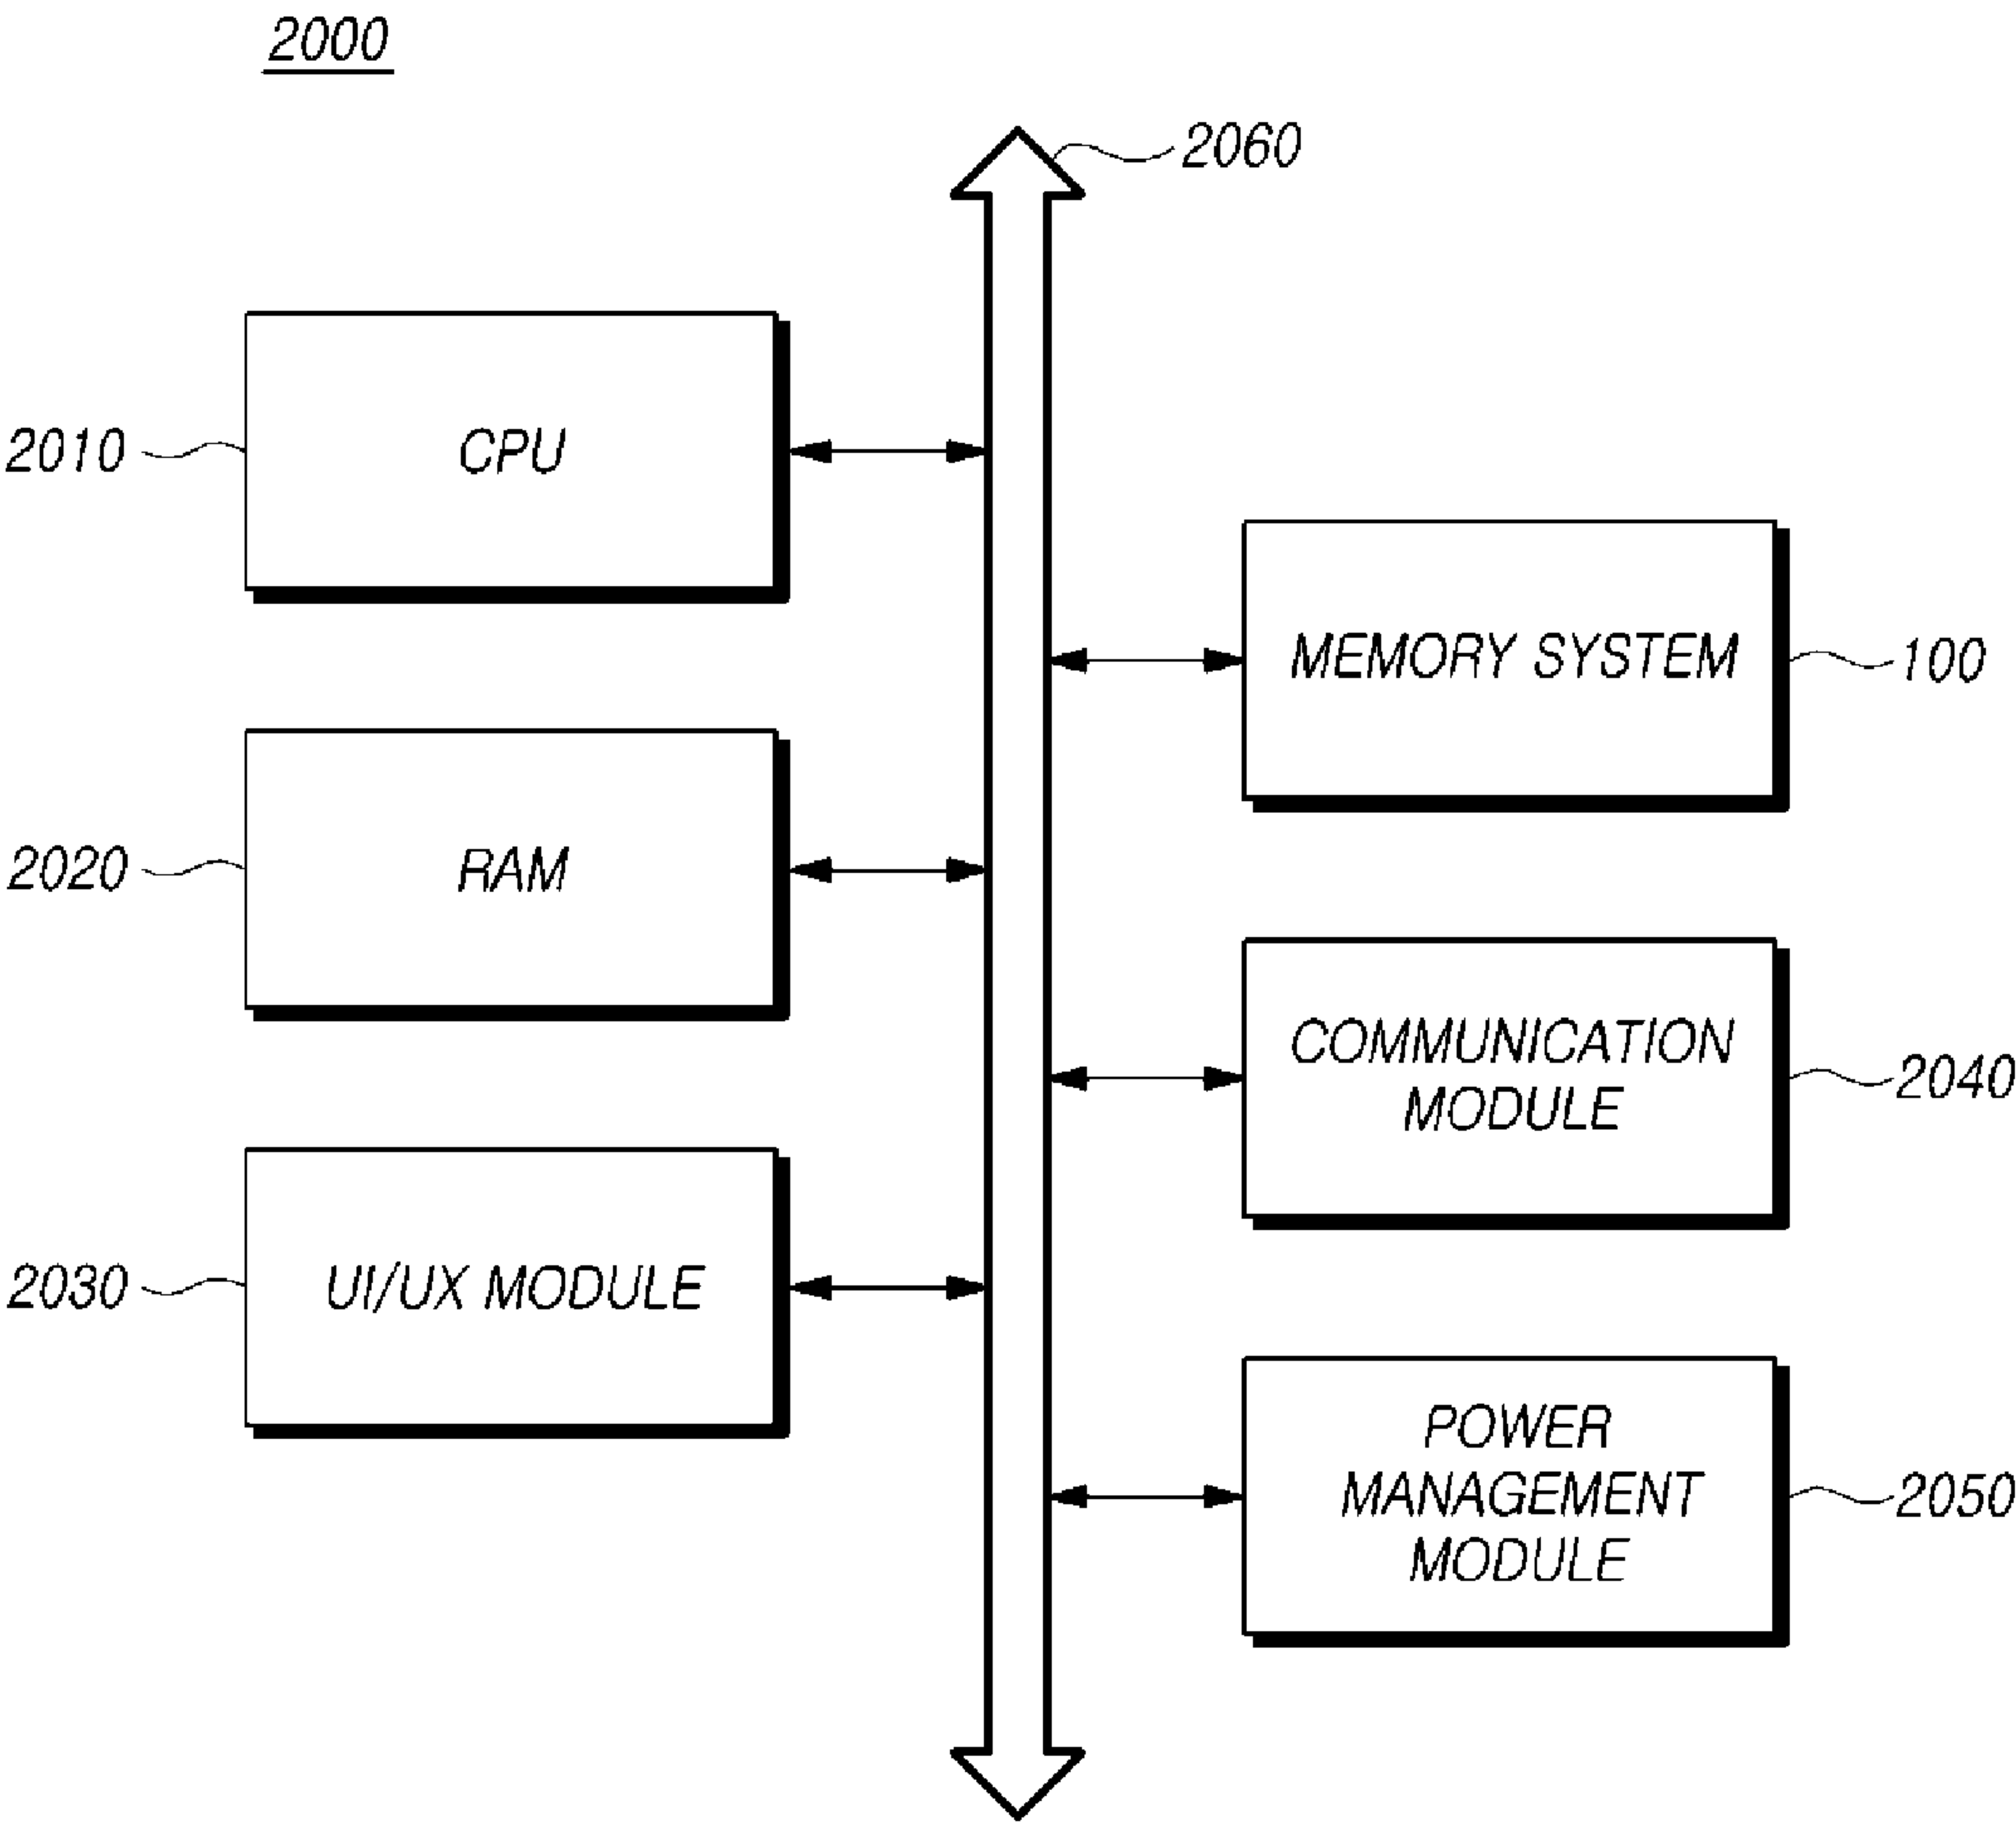 2000
2060
2010
CPU
MEMORY SYSTEM
100
2020
RAM
COMMUNICATION
MODULE
2040
2030
UI/UX MODULE
POWER
MANAGEMENT
MODULE
2050